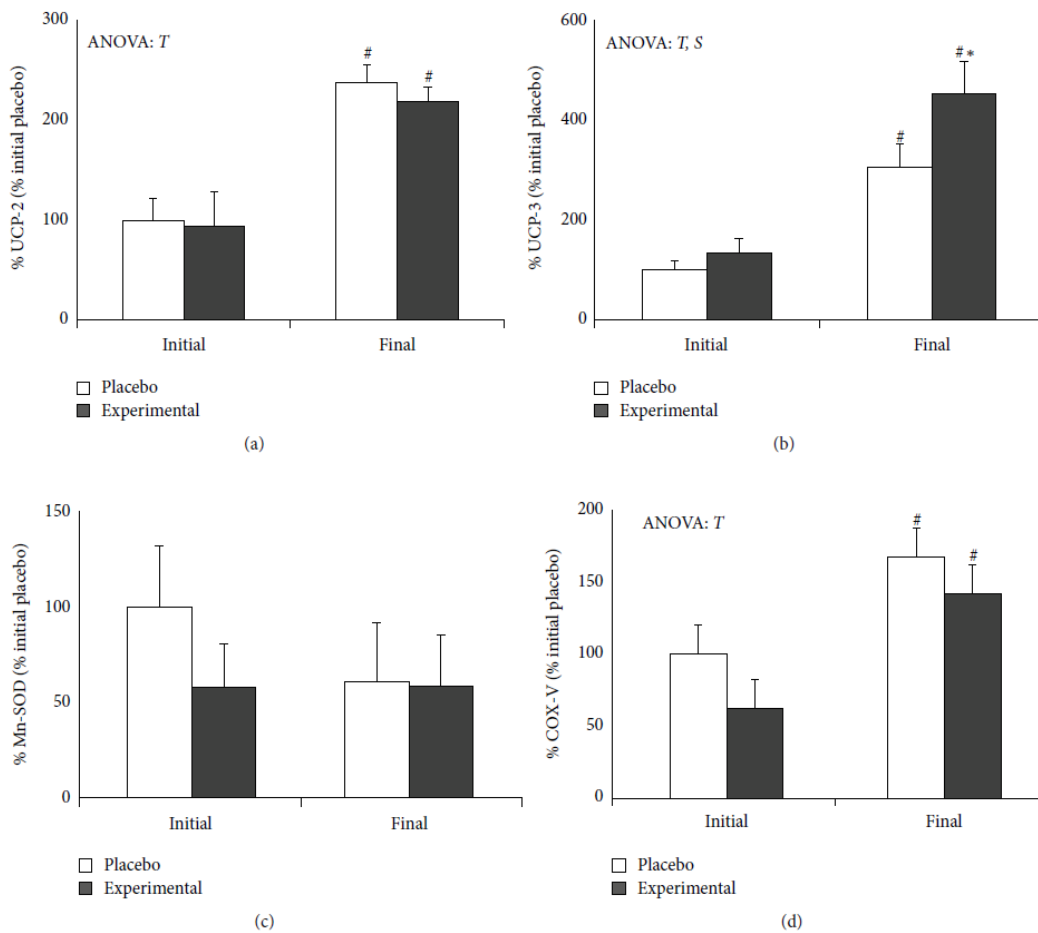 % UCP-2 (% initial placebo)
300
200
100
0
ANOVA: T
#
#
Initial
Final
Placebo
Experimental
(a)
% UCP-3 (% initial placebo)
600
400
200
0
ANOVA: T, S
#
#*
Initial
Final
Placebo
Experimental
(b)
% Mn-SOD (% initial placebo)
150
100
50
0
Initial
Final
Placebo
Experimental
(c)
% COX-V (% initial placebo)
200
150
100
50
0
ANOVA: T
#
#
Initial
Final
Placebo
Experimental
(d)